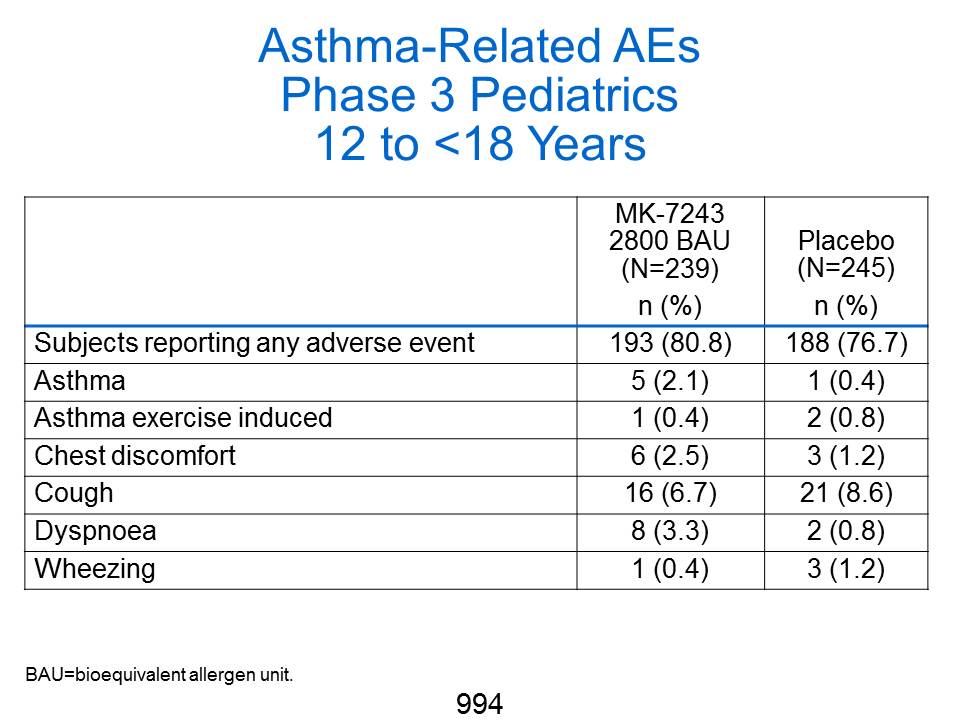 Asthma-Related AEs
Phase 3 Pediatrics
12 to <18 Years
MK-7243
2800 BAU
(N=239)
n (%)
Placebo
(N=245)
n (%)
Subjects reporting any adverse event 193 (80.8) 188 (76.7)
Asthma 5 (2.1) 1 (0.4)
Asthma exercise induced 1 (0.4) 2 (0.8)
Chest discomfort 6 (2.5) 3 (1.2)
Cough 16 (6.7) 21 (8.6)
Dyspnoea 8 (3.3) 2 (0.8)
Wheezing 1 (0.4) 3 (1.2)
BAU=bioequivalent allergen unit.
994